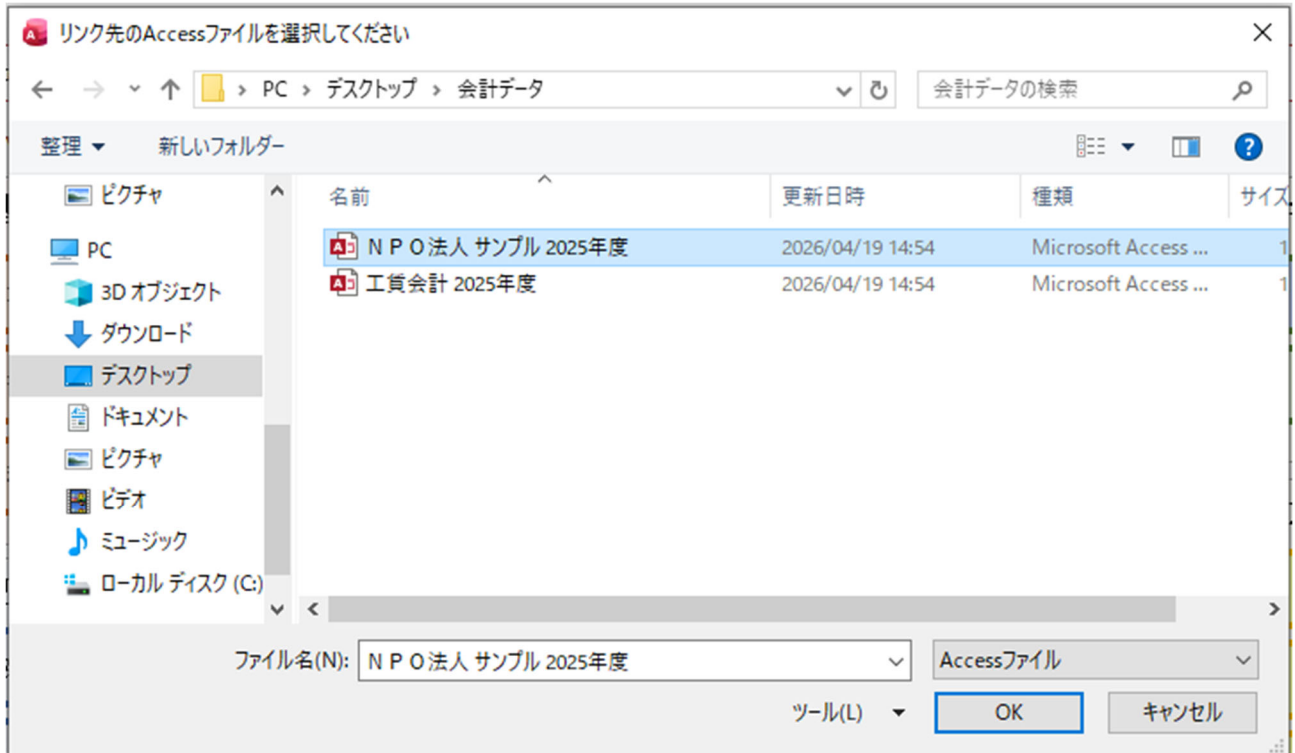 リンク先のAccessファイルを選択してください
PC › デスクトップ › 会計データ
会計データの検索
整理
新しいフォルダー
名前 更新日時 種類 サイズ
ピクチャ
PC
3D オブジェクト
ダウンロード
デスクトップ
ドキュメント
ピクチャ
ビデオ
ミュージック
ローカル ディスク (C:)
ＮＰＯ法人 サンプル 2025年度 2026/04/19 14:54 Microsoft Access ... 1
工賃会計 2025年度 2026/04/19 14:54 Microsoft Access ... 1
ファイル名(N): ＮＰＯ法人 サンプル 2025年度
Accessファイル
ツール(L)
OK
キャンセル